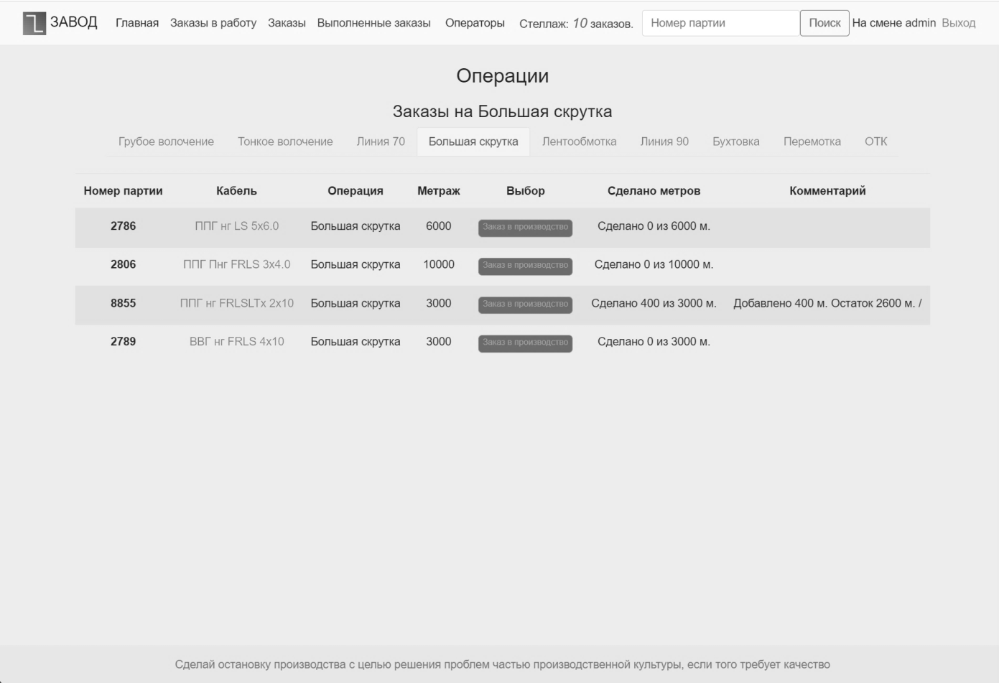 ЗАВОД Главная Заказы в работу Заказы Выполненные заказы Операторы Стеллаж: 10 заказов. Номер партии Поиск На смене admin Выход
Операции
Заказы на Большая скрутка
Грубое волочение Тонкое волочение Линия 70 Большая скрутка Лентообмотка Линия 90 Бухтовка Перемотка ОТК
Номер партии Кабель Операция Метраж Выбор Сделано метров Комментарий
2786 ППГ нг LS 5x6.0 Большая скрутка 6000 Заказ в производство Сделано 0 из 6000 м.
2806 ППГ Пнг FRLS 3x4.0 Большая скрутка 10000 Заказ в производство Сделано 0 из 10000 м.
8855 ППГ нг FRLSLTx 2x10 Большая скрутка 3000 Заказ в производство Сделано 400 из 3000 м. Добавлено 400 м. Остаток 2600 м. /
2789 ВВГ нг FRLS 4x10 Большая скрутка 3000 Заказ в производство Сделано 0 из 3000 м.
Сделай остановку производства с целью решения проблем частью производственной культуры, если того требует качество